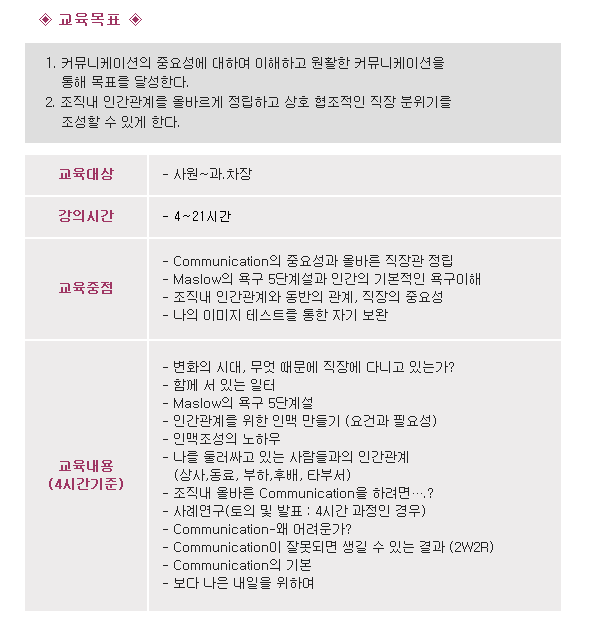 ◈ 교육목표 ◈
1. 커뮤니케이션의 중요성에 대하여 이해하고 원활한 커뮤니케이션을
통해 목표를 달성한다.
2. 조직내 인간관계를 올바르게 정립하고 상호 협조적인 직장 분위기를
조성할 수 있게 한다.
교육대상
- 사원~과.차장
강의시간
- 4~21시간
교육중점
- Communication의 중요성과 올바른 직장관 정립
- Maslow의 욕구 5단계설과 인간의 기본적인 욕구이해
- 조직내 인간관계와 동반의 관계, 직장의 중요성
- 나의 이미지 테스트를 통한 자기 보완
교육내용
(4시간기준)
- 변화의 시대, 무엇 때문에 직장에 다니고 있는가?
- 함께 서 있는 일터
- Maslow의 욕구 5단계설
- 인간관계를 위한 인맥 만들기 (요건과 필요성)
- 인맥조성의 노하우
- 나를 둘러싸고 있는 사람들과의 인간관계
(상사,동료, 부하,후배, 타부서)
- 조직내 올바른 Communication을 하려면….?
- 사례연구(토의 및 발표 : 4시간 과정인 경우)
- Communication-왜 어려운가?
- Communication이 잘못되면 생길 수 있는 결과 (2W2R)
- Communication의 기본
- 보다 나은 내일을 위하여